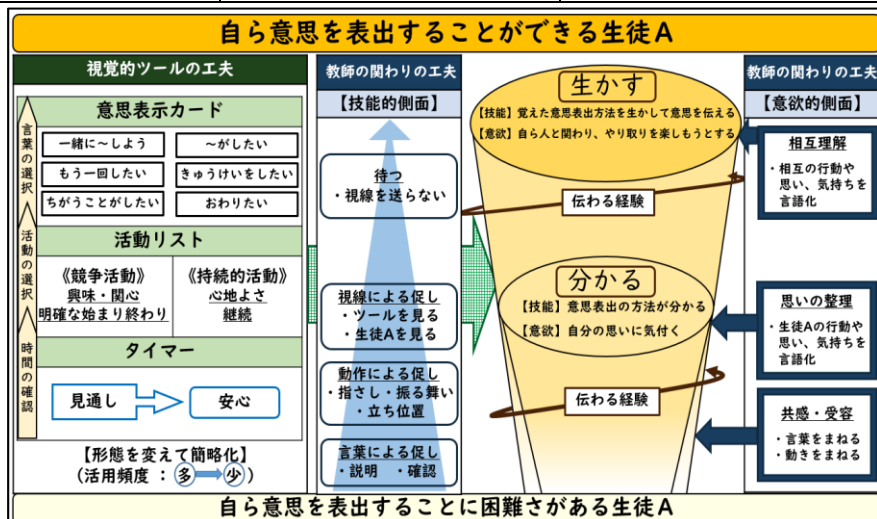 自ら意思を表出することができる生徒A
視覚的ツールの工夫
言葉の選択
活動の選択
時間の確認
意思表示カード
一緒に~しよう
~がしたい
もう一回したい
きゅうけいをしたい
ちがうことがしたい
おわりたい
活動リスト
《競争活動》
興味・関心
明確な始まり終わり
《持続的活動》
心地よさ
継続
タイマー
見通し
安心
【形態を変えて簡略化】
(活用頻度 : 多 少)
教師の関わりの工夫
【技能的側面】
待つ
・視線を送らない
視線による促し
・ツールを見る
・生徒Aを見る
動作による促し
・指さし・振る舞い
・立ち位置
言葉による促し
・説明 ・確認
生かす
【技能】覚えた意思表出方法を生かして意思を伝える
【意欲】自ら人と関わり、やり取りを楽しもうとする
伝わる経験
分かる
【技能】意思表出の方法が分かる
【意欲】自分の思いに気付く
伝わる経験
教師の関わりの工夫
【意欲的側面】
相互理解
・相互の行動や
思い、気持ちを
言語化
思いの整理
・生徒Aの行動や
思い、気持ちを
言語化
共感・受容
・言葉をまねる
・動きをまねる
自ら意思を表出することに困難さがある生徒A